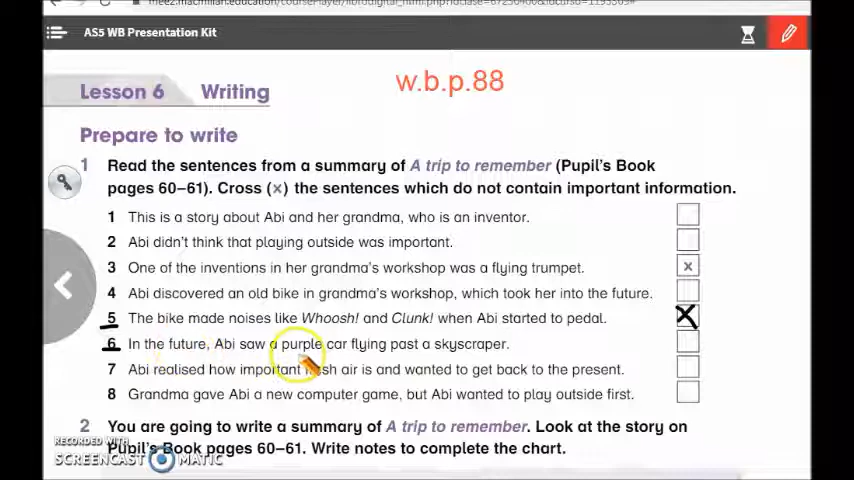 AS5 WB Presentation Kit
Lesson 6 Writing
w.b.p.88
Prepare to write
1 Read the sentences from a summary of A trip to remember (Pupil's Book
pages 60–61). Cross (x) the sentences which do not contain important information.
1 This is a story about Abi and her grandma, who is an inventor.
2 Abi didn't think that playing outside was important.
3 One of the inventions in her grandma's workshop was a flying trumpet. x
4 Abi discovered an old bike in grandma's workshop, which took her into the future.
5 The bike made noises like Whoosh! and Clunk! when Abi started to pedal. X
6 In the future, Abi saw a purple car flying past a skyscraper.
7 Abi realised how important fresh air is and wanted to get back to the present.
8 Grandma gave Abi a new computer game, but Abi wanted to play outside first.
2 You are going to write a summary of A trip to remember. Look at the story on
Pupil's Book pages 60–61. Write notes to complete the chart.
RECORDED WITH
SCREENCAST MATIC